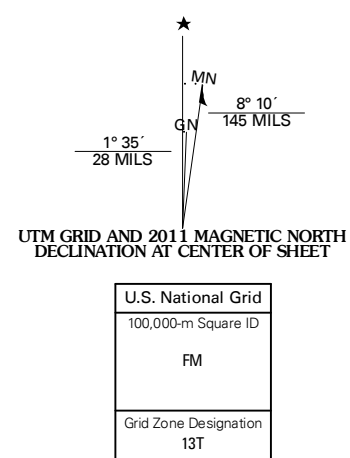 MN
8° 10´
145 MILS
GN
1° 35´
28 MILS
UTM GRID AND 2011 MAGNETIC NORTH
DECLINATION AT CENTER OF SHEET
U.S. National Grid
100,000-m Square ID
FM
Grid Zone Designation
13T